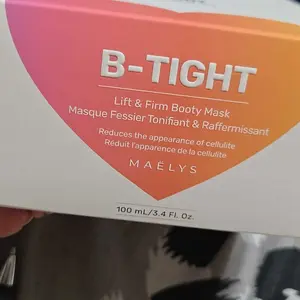 B-TIGHT
Lift & Firm Booty Mask
Masque Fessier Tonifiant & Raffermissant
Reduces the appearance of cellulite
Réduit l'apparence de la cellulite
MAËLYS
100 mL/3.4 Fl. Oz.